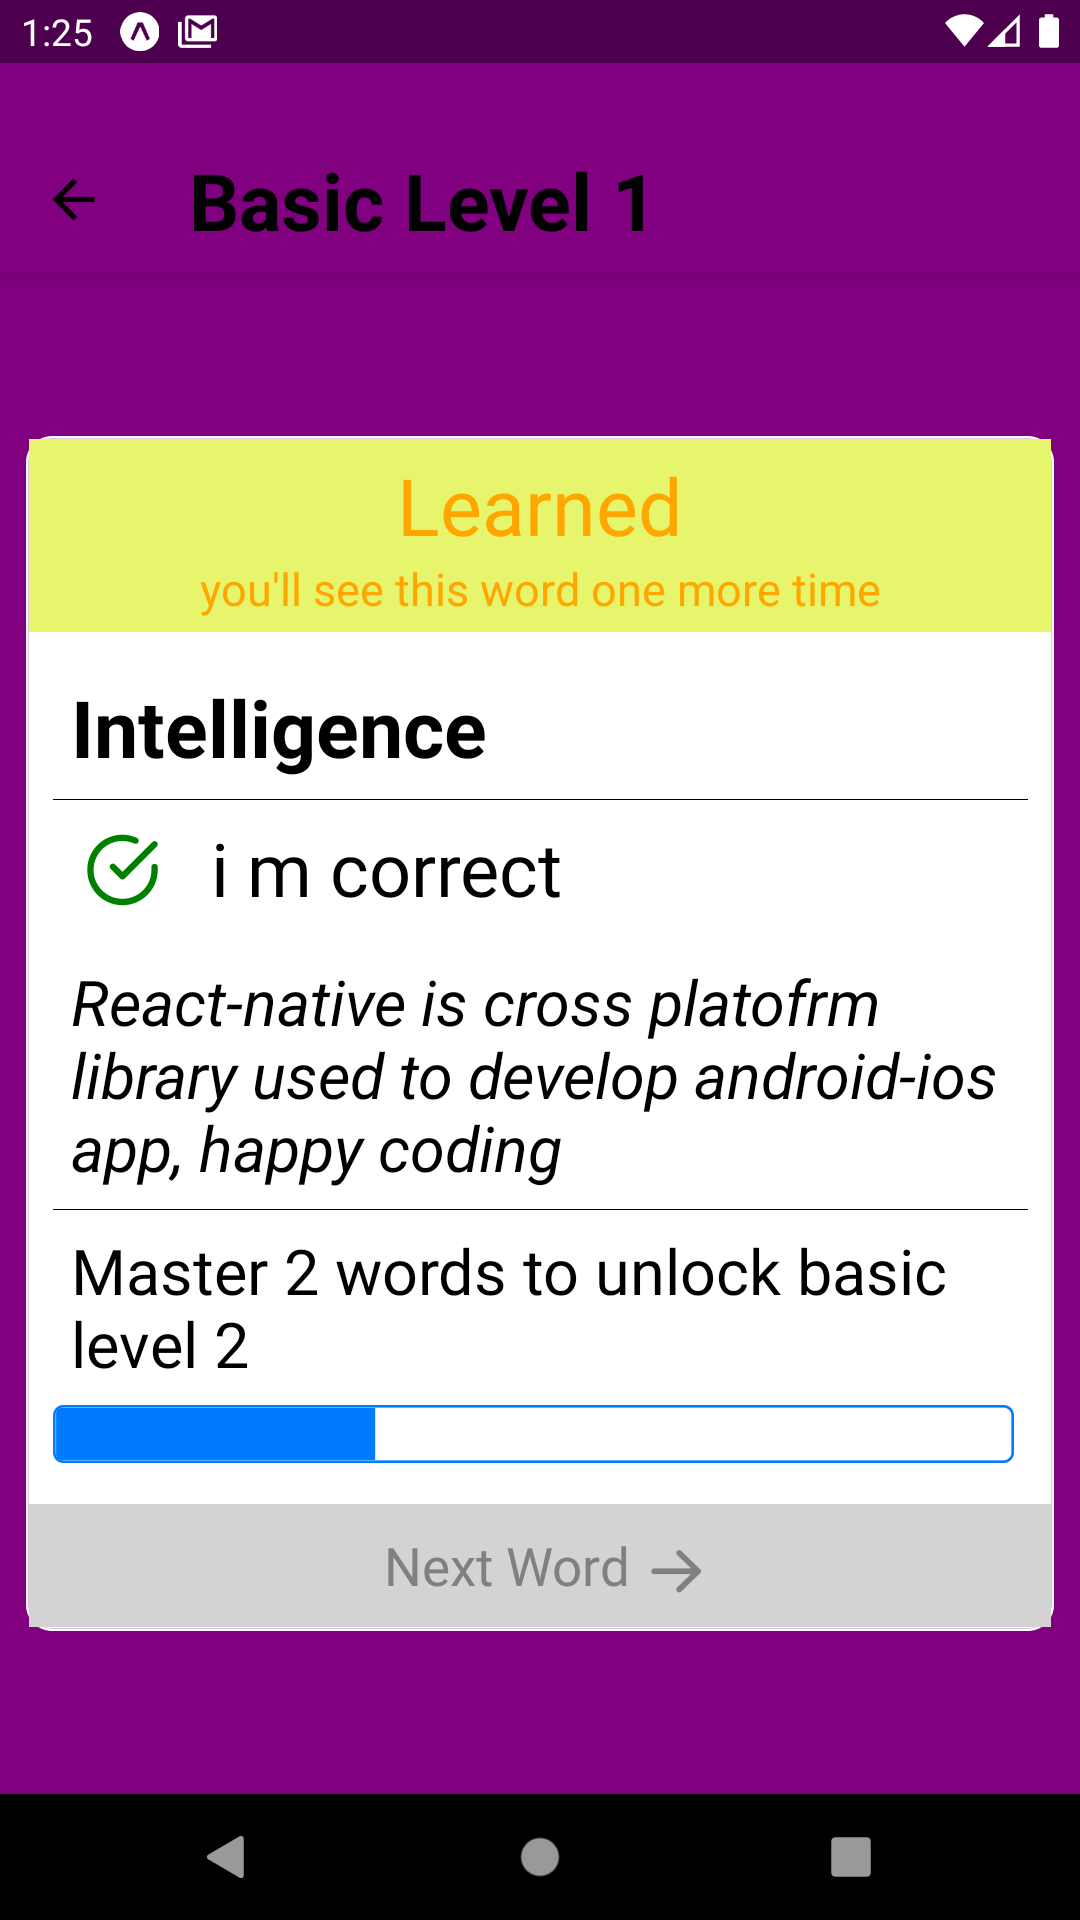 1:25
Basic Level 1
Learned
you'll see this word one more time
Intelligence
i m correct
React-native is cross platofrm
library used to develop android-ios
app, happy coding
Master 2 words to unlock basic
level 2
Next Word